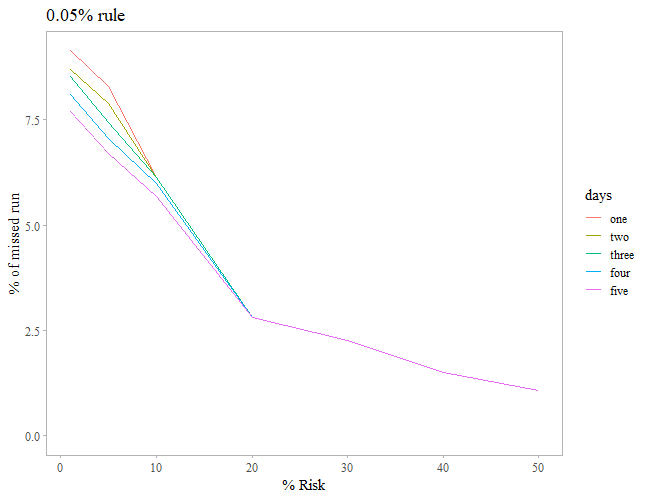 0.05% rule
% of missed run
7.5
5.0
2.5
0.0
0
10
20
30
40
50
% Risk
days
one
two
three
four
five